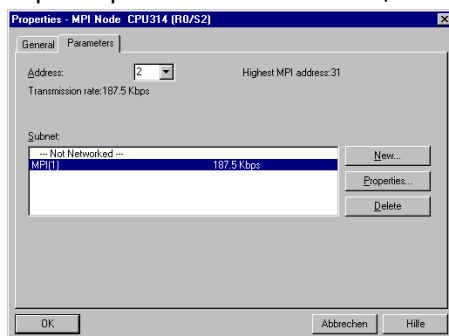 Properties - MPI Node CPU314 (R0/S2)
General Parameters
Address: 2 Highest MPI address:31
Transmission rate:187.5 Kbps
Subnet:
--- Not Networked ---
MPI(1) 187.5 Kbps
New...
Properties...
Delete
OK Abbrechen Hilfe